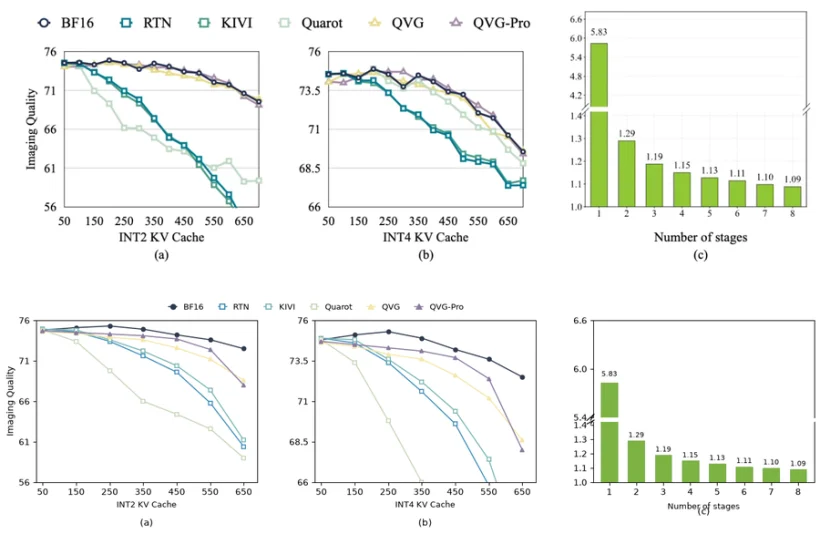 BF16 RTN KIVI Quarot QVG QVG-Pro
76
71
66
61
56
Imaging Quality
50 150 250 350 450 550 650
INT2 KV Cache
(a)
76
73.5
71
68.5
66
50 150 250 350 450 550 650
INT4 KV Cache
(b)
6.6
6.0
5.4
4.8
4.2
1.4
1.3
1.2
1.1
1.0
5.83
1.29
1.19
1.15
1.13
1.11
1.10
1.09
1 2 3 4 5 6 7 8
Number of stages
(c)
BF16 RTN KIVI Quarot QVG QVG-Pro
76
71
66
61
56
Imaging Quality
50 150 250 350 450 550 650
INT2 KV Cache
(a)
76
73.5
71
68.5
66
50 150 250 350 450 550 650
INT4 KV Cache
(b)
6.6
6.0
5.4
1.4
1.3
1.2
1.1
1.0
5.83
1.29
1.19
1.15
1.13
1.11
1.10
1.09
1 2 3 4 5 6 7 8
Number of stages
(c)